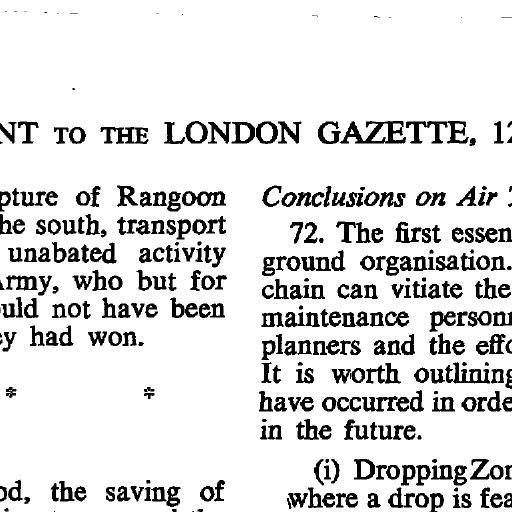 NT TO THE LONDON GAZETTE, 12
pture of Rangoon
he south, transport
unabated activity
Army, who but for
ould not have been
ey had won.
* *
od, the saving of
Conclusions on Air
72. The first essen
ground organisation.
chain can vitiate the
maintenance personn
planners and the effo
It is worth outlining
have occurred in orde
in the future.
(i) Dropping Zon
where a drop is fea